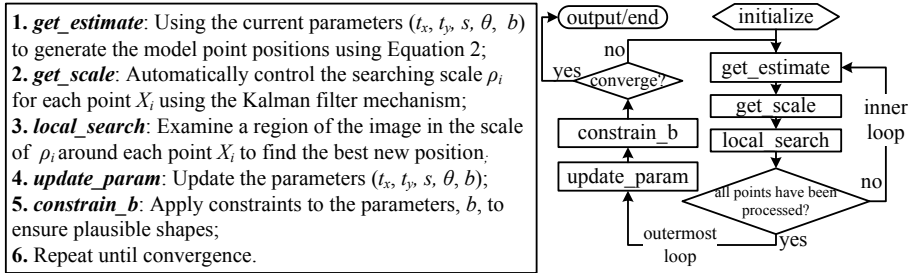 1. get_estimate: Using the current parameters (tx, ty, s, θ, b)
to generate the model point positions using Equation 2;
2. get_scale: Automatically control the searching scale ρi
for each point Xi using the Kalman filter mechanism;
3. local_search: Examine a region of the image in the scale
of ρi around each point Xi to find the best new position;
4. update_param: Update the parameters (tx, ty, s, θ, b);
5. constrain_b: Apply constraints to the parameters, b, to
ensure plausible shapes;
6. Repeat until convergence.
output/end
initialize
no
yes
converge?
get_estimate
get_scale
inner
loop
constrain_b
local_search
update_param
all points have been
processed?
no
outermost
loop
yes